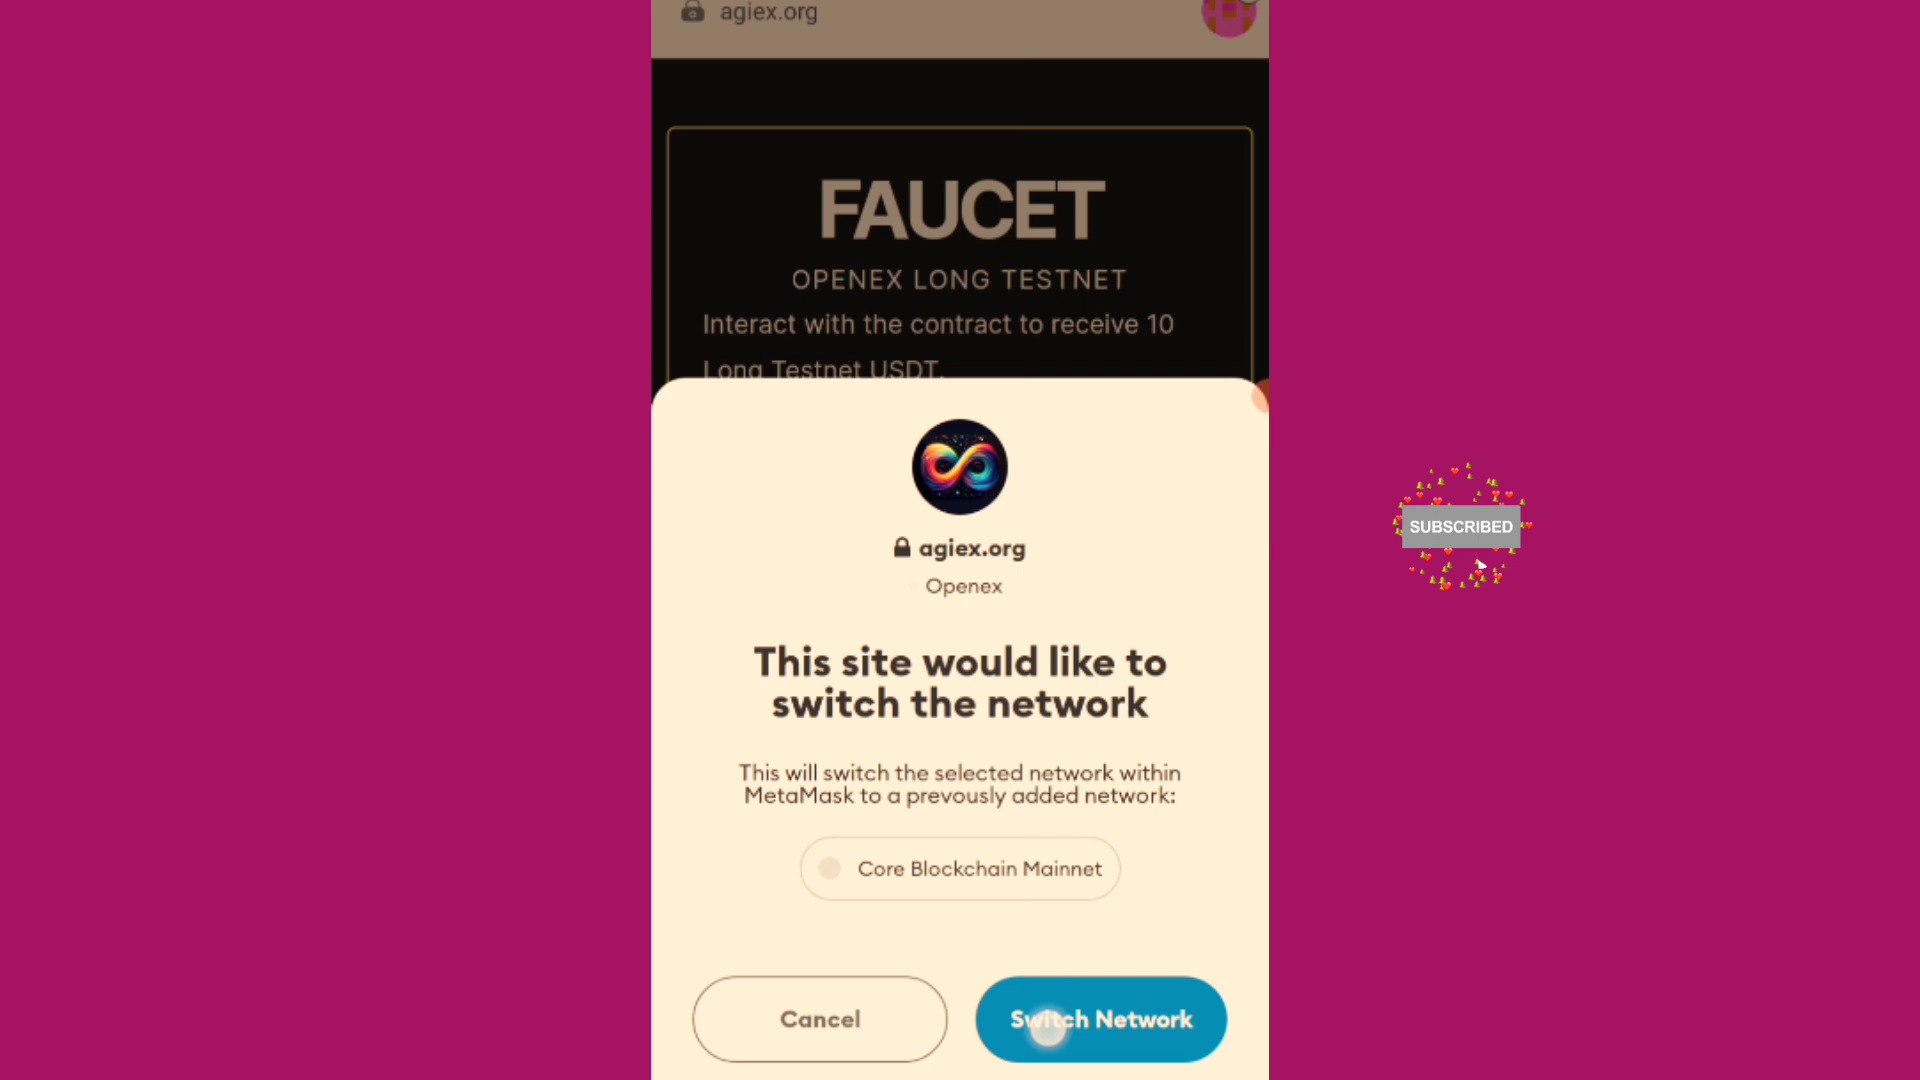 agiex.org
FAUCET
OPENEX LONG TESTNET
Interact with the contract to receive 10
Long Testnet USDT.
agiex.org
Openex
This site would like to
switch the network
This will switch the selected network within
MetaMask to a prevously added network:
Core Blockchain Mainnet
Cancel
Switch Network
SUBSCRIBED